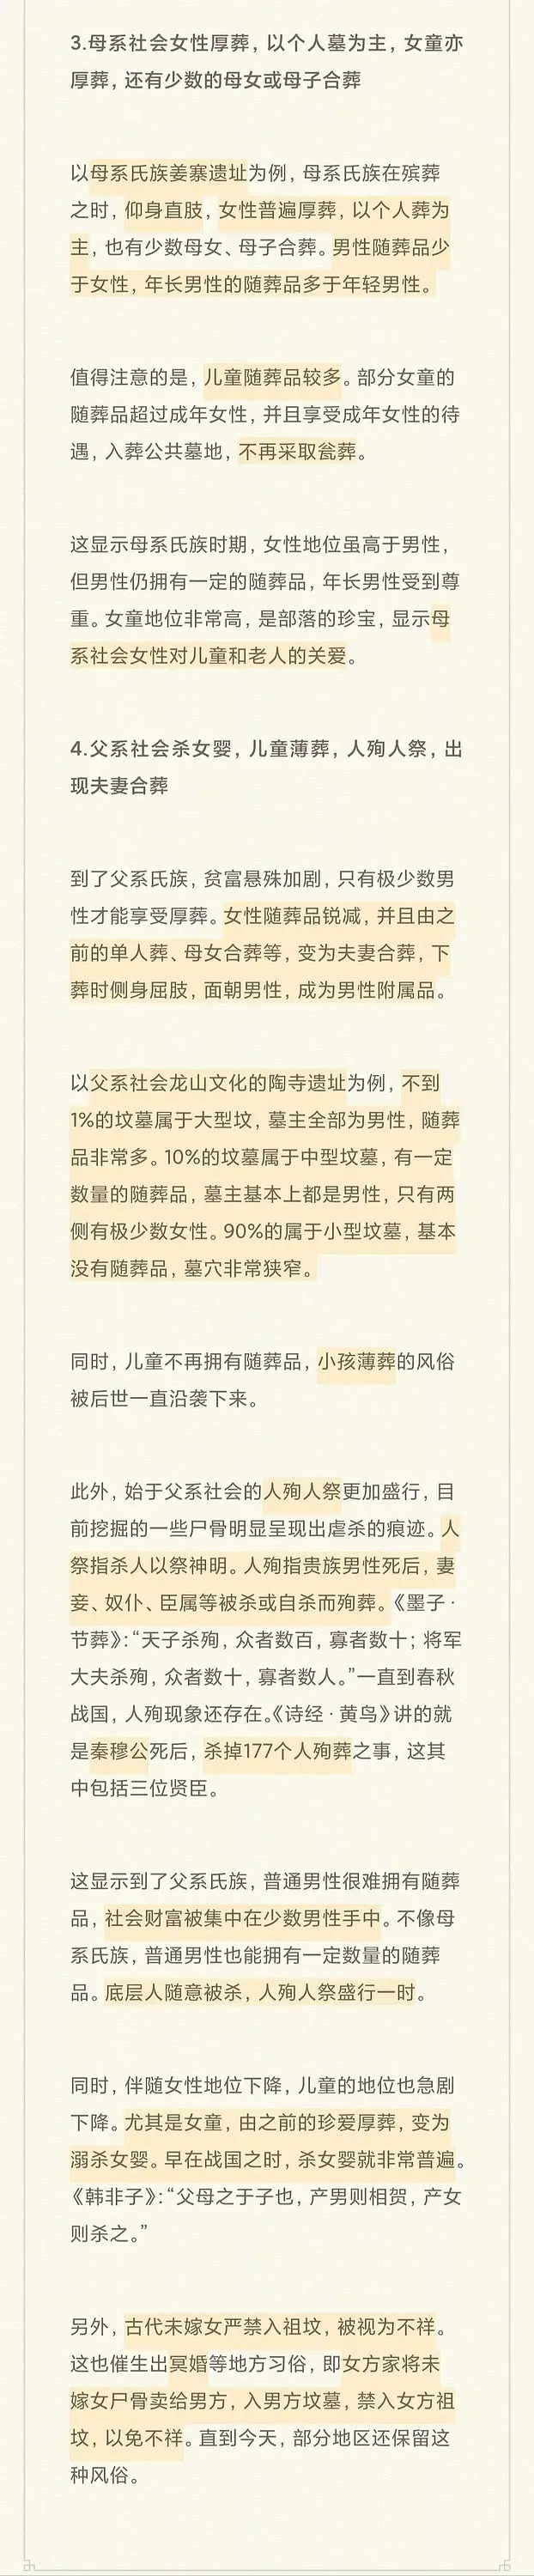 3.母系社会女性厚葬，以个人墓为主，女童亦
厚葬，还有少数的母女或母子合葬
以母系氏族姜寨遗址为例，母系氏族在殡葬
之时，仰身直肢，女性普遍厚葬，以个人葬为
主，也有少数母女、母子合葬。男性随葬品少
于女性，年长男性的随葬品多于年轻男性。
值得注意的是，儿童随葬品较多。部分女童的
随葬品超过成年女性，并且享受成年女性的待
遇，入葬公共墓地，不再采取瓮葬。
这显示母系氏族时期，女性地位虽高于男性，
但男性仍拥有一定的随葬品，年长男性受到尊
重。女童地位非常高，是部落的珍宝，显示母
系社会女性对儿童和老人的关爱。
4.父系社会杀女婴，儿童薄葬，人殉人祭，出
现夫妻合葬
到了父系氏族，贫富悬殊加剧，只有极少数男
性才能享受厚葬。女性随葬品锐减，并且由之
前的单人葬、母女合葬等，变为夫妻合葬，下
葬时侧身屈肢，面朝男性，成为男性附属品。
以父系社会龙山文化的陶寺遗址为例，不到
1%的坟墓属于大型坟，墓主全部为男性，随葬
品非常多。10%的坟墓属于中型坟墓，有一定
数量的随葬品，墓主基本上都是男性，只有两
侧有极少数女性。90%的属于小型坟墓，基本
没有随葬品，墓穴非常狭窄。
同时，儿童不再拥有随葬品，小孩薄葬的风俗
被后世一直沿袭下来。
此外，始于父系社会的人殉人祭更加盛行，目
前挖掘的一些尸骨明显呈现出虐杀的痕迹。人
祭指杀人以祭神明。人殉指贵族男性死后，妻
妾、奴仆、臣属等被杀或自杀而殉葬。《墨子·
节葬》：“天子杀殉，众者数百，寡者数十；将军
大夫杀殉，众者数十，寡者数人。”一直到春秋
战国，人殉现象还存在。《诗经·黄鸟》讲的就
是秦穆公死后，杀掉177个人殉葬之事，这其
中包括三位贤臣。
这显示到了父系氏族，普通男性很难拥有随葬
品，社会财富被集中在少数男性手中。不像母
系氏族，普通男性也能拥有一定数量的随葬
品。底层人随意被杀，人殉人祭盛行一时。
同时，伴随女性地位下降，儿童的地位也急剧
下降。尤其是女童，由之前的珍爱厚葬，变为
溺杀女婴。早在战国之时，杀女婴就非常普遍。
《韩非子》：“父母之于子也，产男则相贺，产女
则杀之。”
另外，古代未嫁女严禁入祖坟，被视为不祥。
这也催生出冥婚等地方习俗，即女方家将未
嫁女尸骨卖给男方，入男方坟墓，禁入女方祖
坟，以免不祥。直到今天，部分地区还保留这
种风俗。